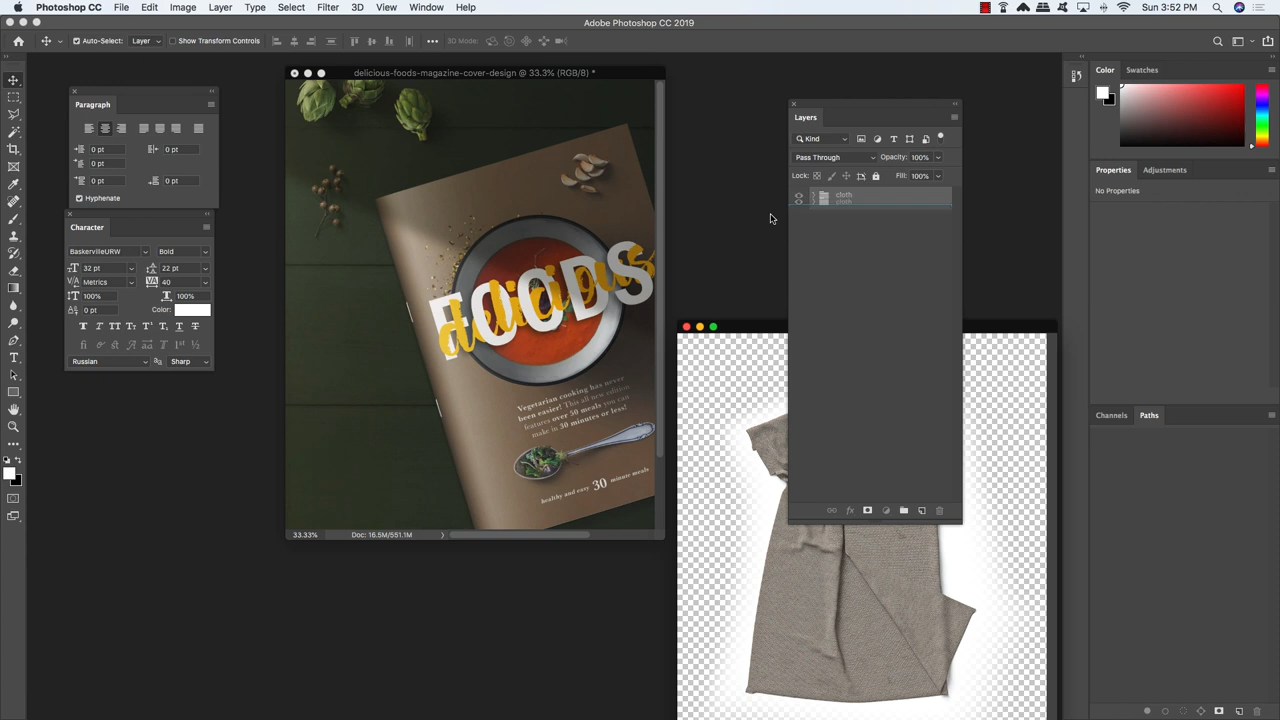 Photoshop CC File Edit Image Layer Type Select Filter 3D View Window Help Sun 3:52 PM
Adobe Photoshop CC 2019
Auto-Select: Layer Show Transform Controls 3D Mode:
delicious-foods-magazine-cover-design @ 33.3% (RGB/8) *
Color Swatches
Paragraph
0 pt 0 pt
0 pt
0 pt 0 pt
Hyphenate
Character
BaskervilleURW Bold
32 pt 22 pt
Metrics 40
100% 100%
0 pt Color:
Russian Sharp
FOODS
delicious
Vegetarian cooking has never
been easier! This all new edition
features over 50 meals you can
make in 30 minutes or less!
healthy and easy 30 minute meals
33.33% Doc: 16.5M/551.1M
Layers
Kind
Pass Through Opacity: 100%
Lock: Fill: 100%
cloth
cloth
Properties Adjustments
No Properties
Channels Paths